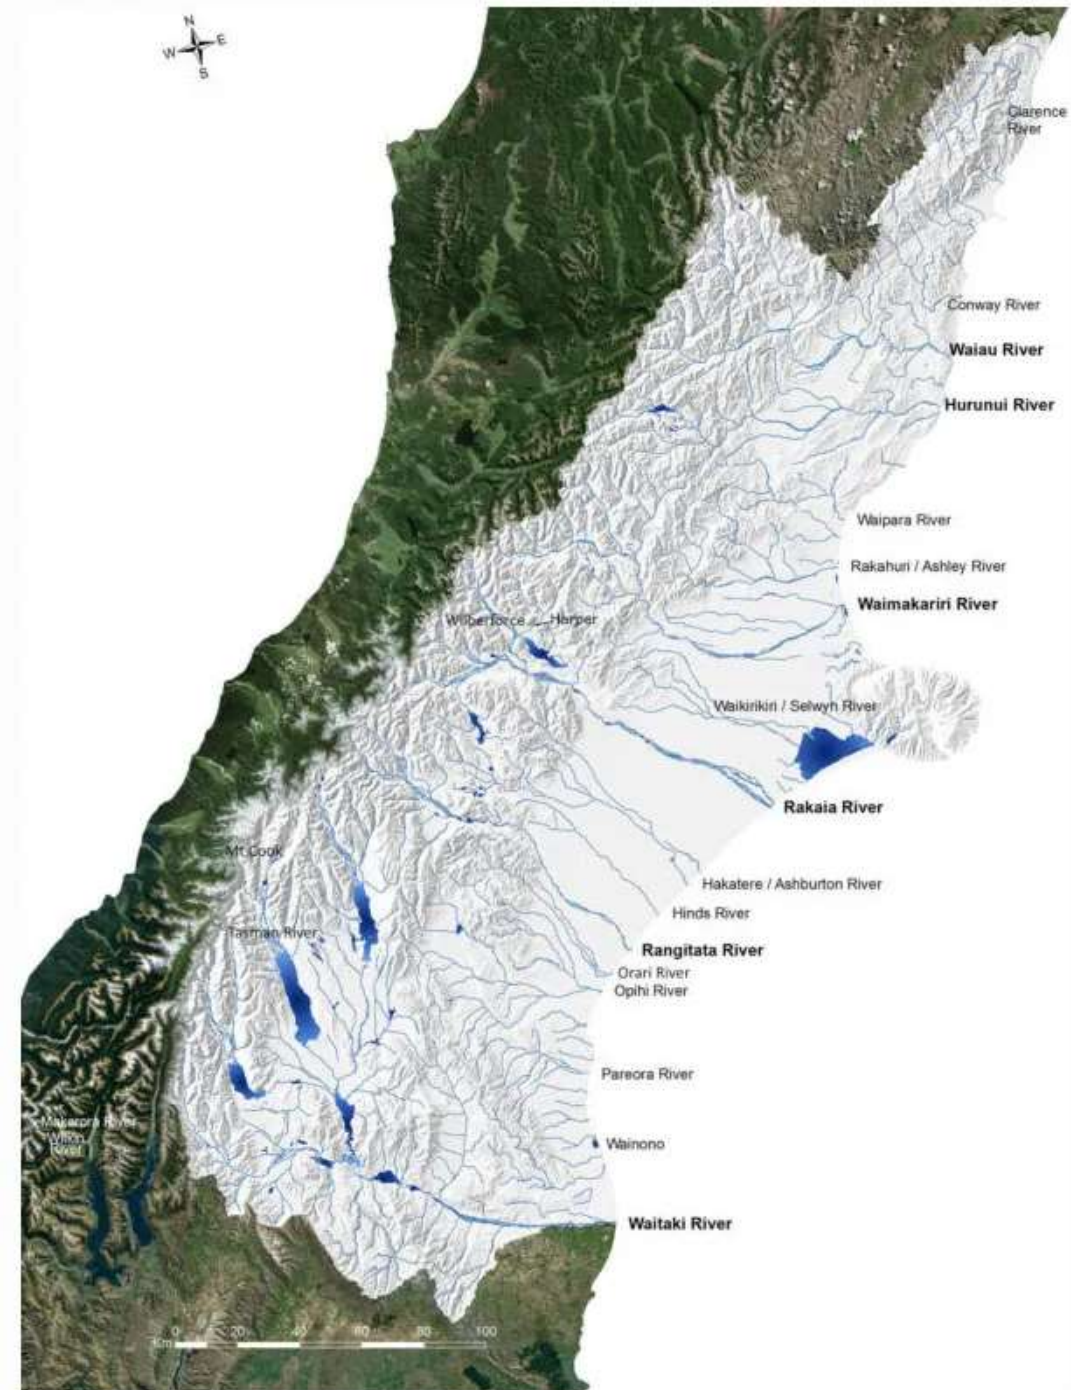 N
W E
S
Clarence
River
Conway River
Waiau River
Hurunui River
Waipara River
Rakahuri / Ashley River
Waimakariri River
Wilberforce Harper
Waikirikiri / Selwyn River
Rakaia River
Mt Cook
Hakatere / Ashburton River
Hinds River
Tasman River
Rangitata River
Orari River
Opihi River
Pareora River
Makarora River
Wilkin
River
Wainono
Waitaki River
0 20 40 60 80 100
Km